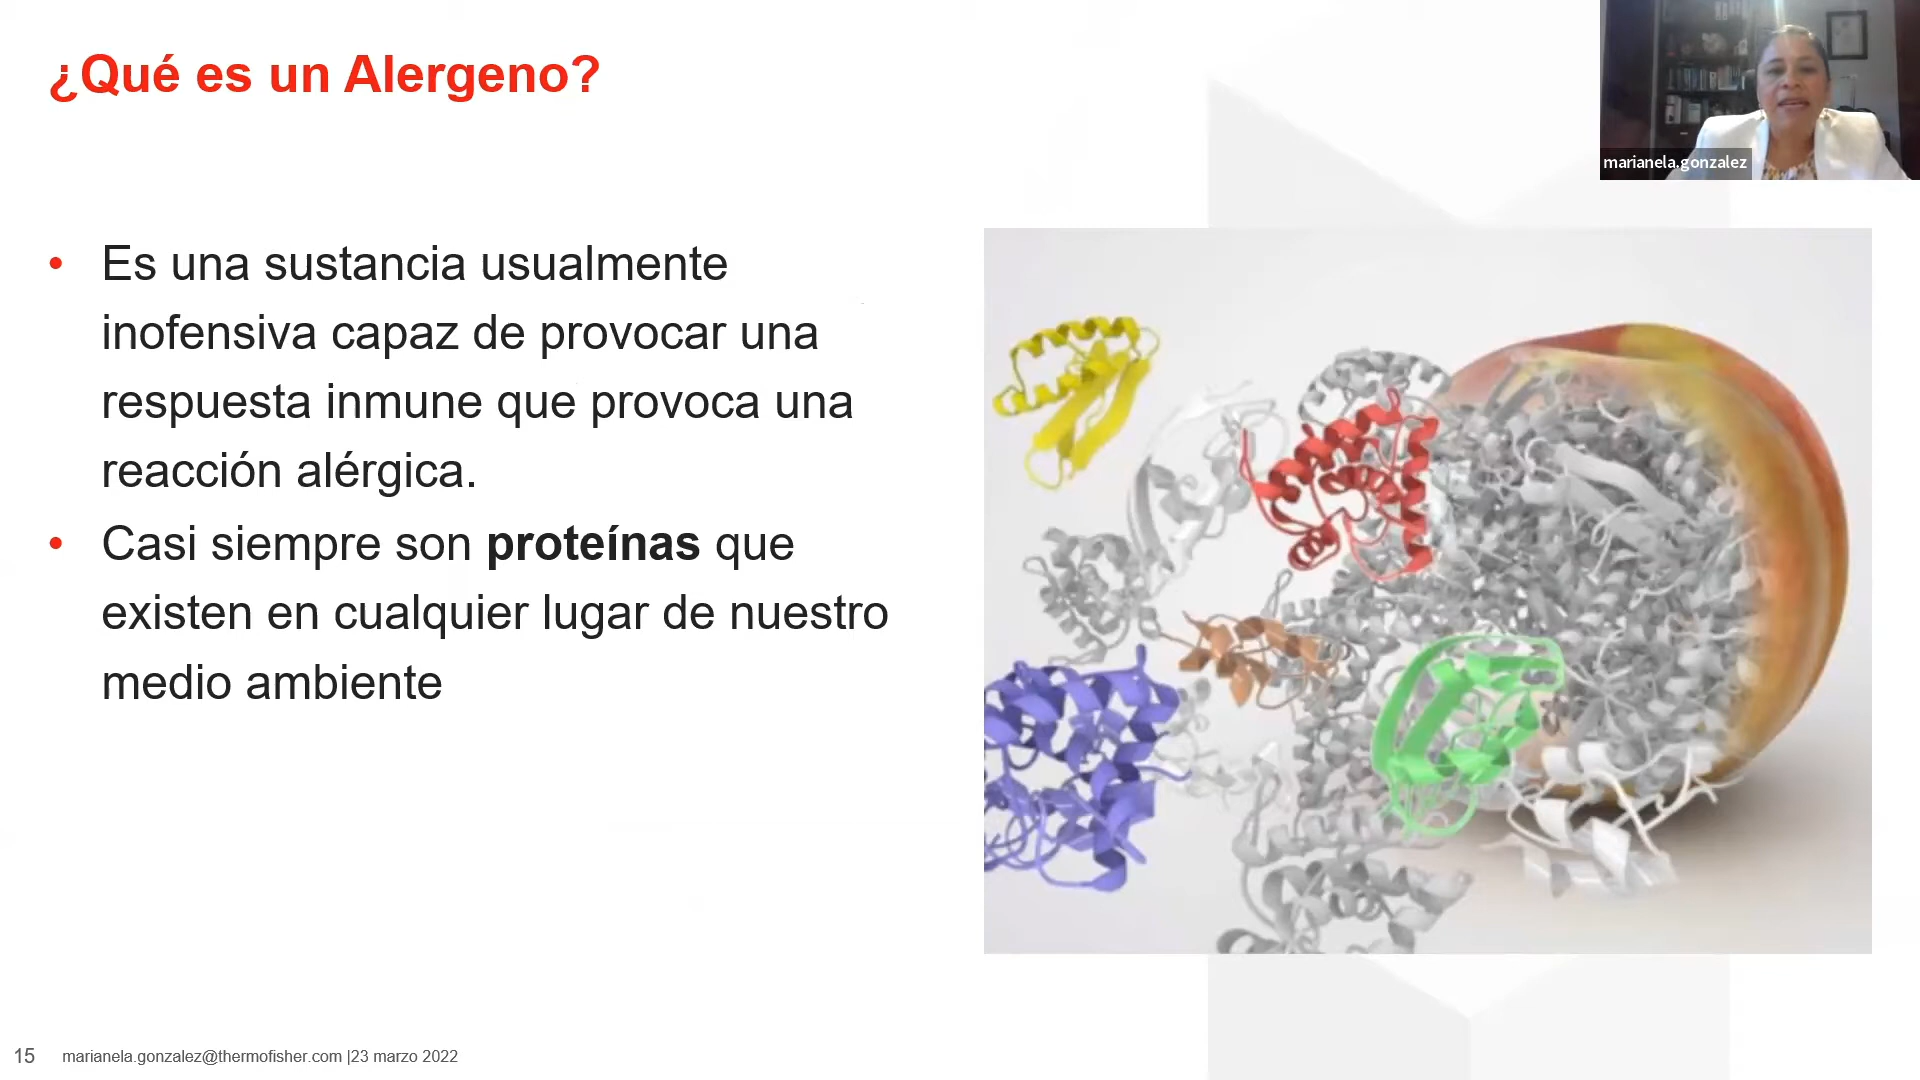 ¿Qué es un Alergeno?
marianela.gonzalez
• Es una sustancia usualmente
inofensiva capaz de provocar una
respuesta inmune que provoca una
reacción alérgica.
• Casi siempre son proteínas que
existen en cualquier lugar de nuestro
medio ambiente
15 marianela.gonzalez@thermofisher.com |23 marzo 2022